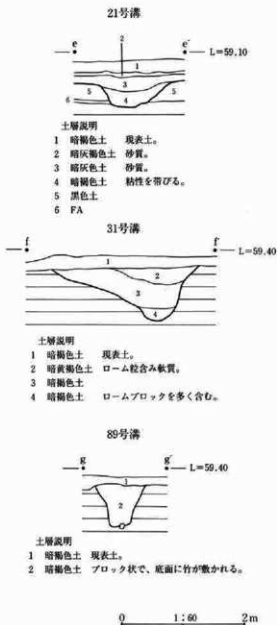 21号溝
2
e e′ L=59.10
1
3
5 4 5
6
土層説明
1 暗褐色土 現表土。
2 暗灰褐色土 砂質。
3 暗灰色土 砂質。
4 暗褐色土 粘性を帯びる。
5 黒色土
6 FA
31号溝
f f′ L=59.40
1
2
3
4
土層説明
1 暗褐色土 現表土。
2 暗黄褐色土 ローム粒含み軟質。
3 暗褐色土
4 暗褐色土 ロームブロックを多く含む。
89号溝
g g′ L=59.40
1
2
土層説明
1 暗褐色土 現表土。
2 暗褐色土 ブロック状で、底面に竹が敷かれる。
0 1:60 2m